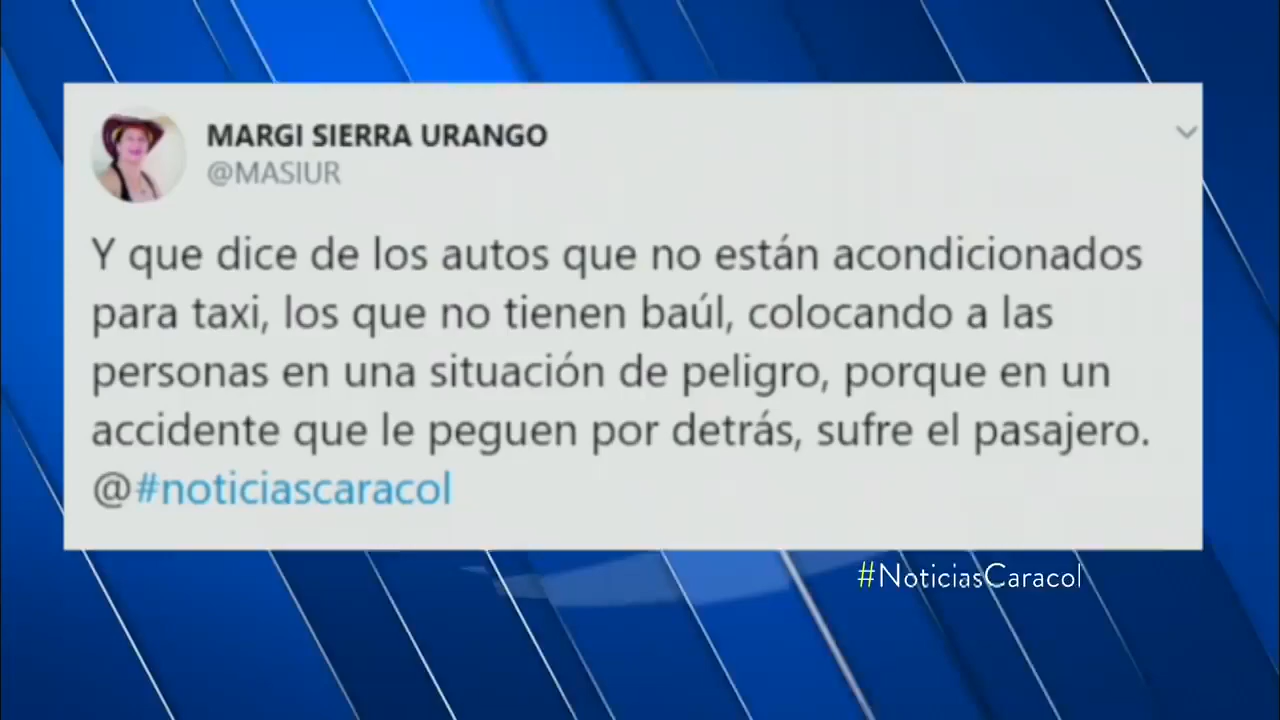 MARGI SIERRA URANGO
@MASIUR
Y que dice de los autos que no están acondicionados
para taxi, los que no tienen baúl, colocando a las
personas en una situación de peligro, porque en un
accidente que le peguen por detrás, sufre el pasajero.
@#noticiascaracol
#NoticiasCaracol